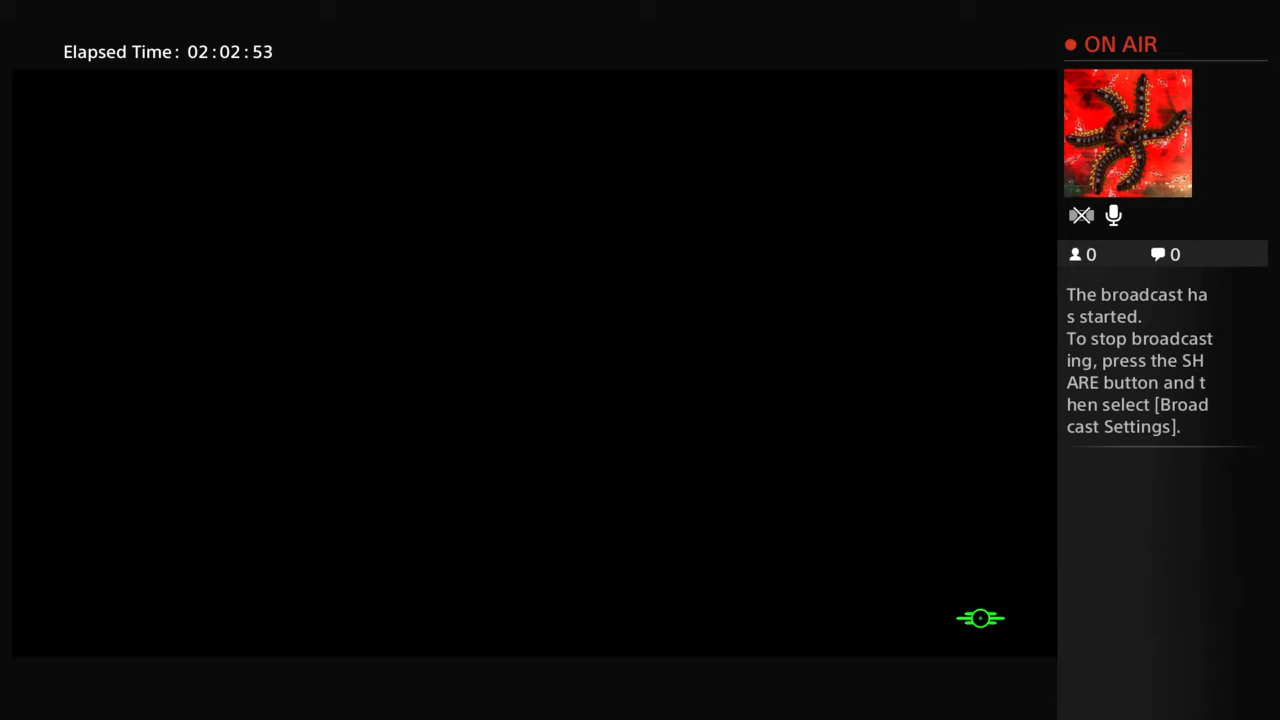 Elapsed Time: 02:02:53
ON AIR
0 0
The broadcast ha
s started.
To stop broadcast
ing, press the SH
ARE button and t
hen select [Broad
cast Settings].